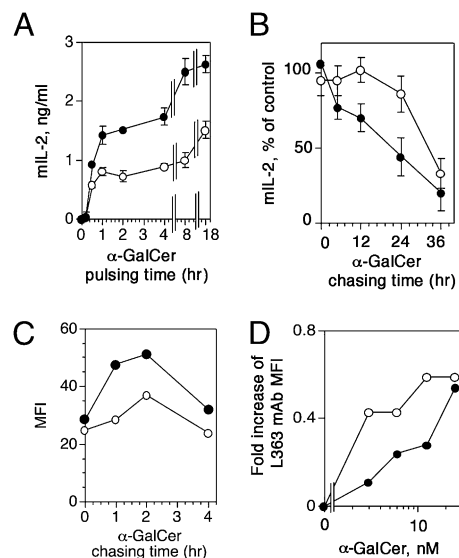 A
mIL-2, ng/ml
3
2
1
0
0 1 2 4 8 18
α-GalCer
pulsing time (hr)
B
mIL-2, % of control
100
50
0
0 12 24 36
α-GalCer
chasing time (hr)
C
MFI
60
40
20
0
0 1 2 3 4
α-GalCer
chasing time (hr)
D
Fold increase of
L363 mAb MFI
0.8
0.4
0
0 10
α-GalCer, nM